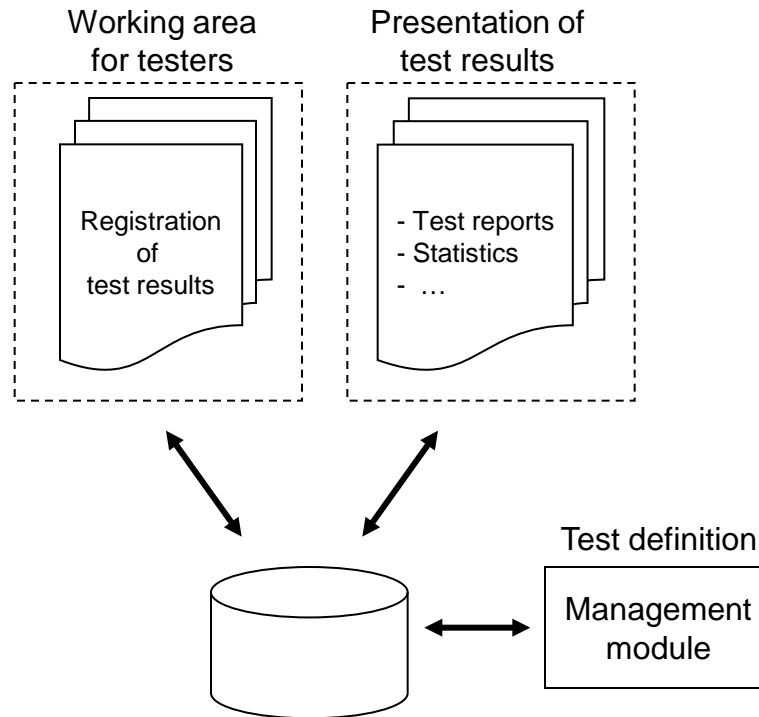 Working area
for testers
Presentation of
test results
Registration
of
test results
- Test reports
- Statistics
- …
Test definition
Management
module